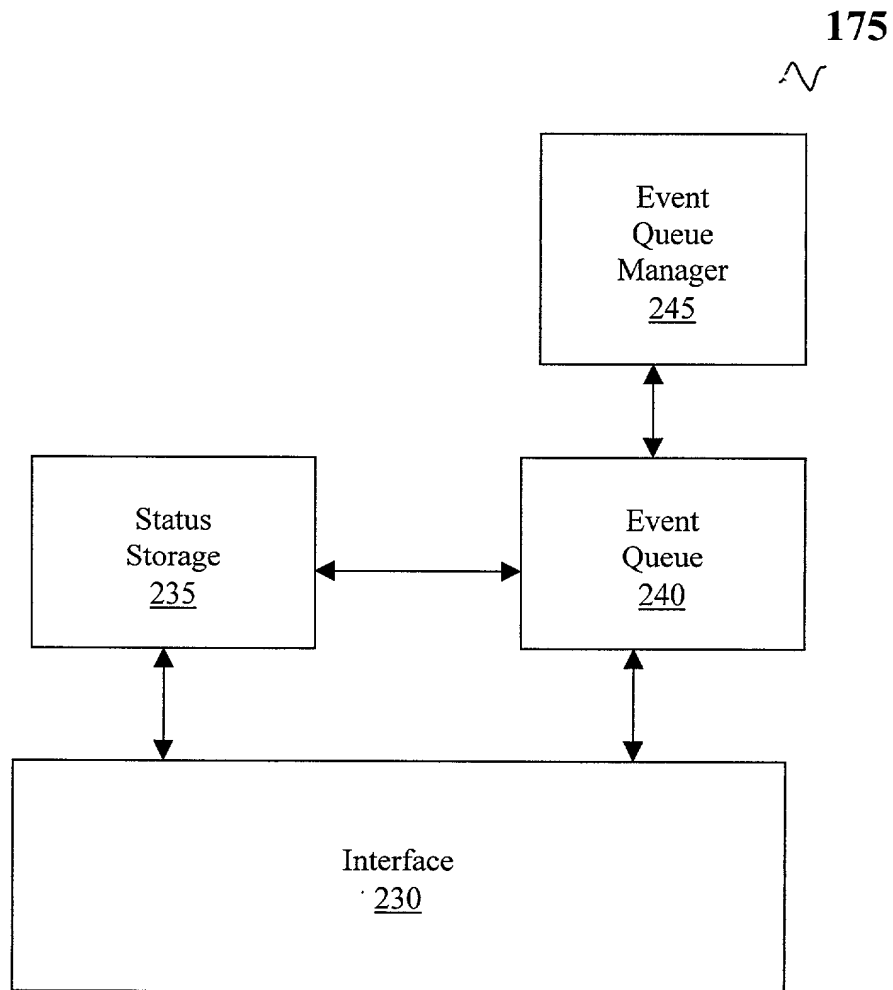 175
Event
Queue
Manager
245
Status
Storage
235
Event
Queue
240
Interface
230